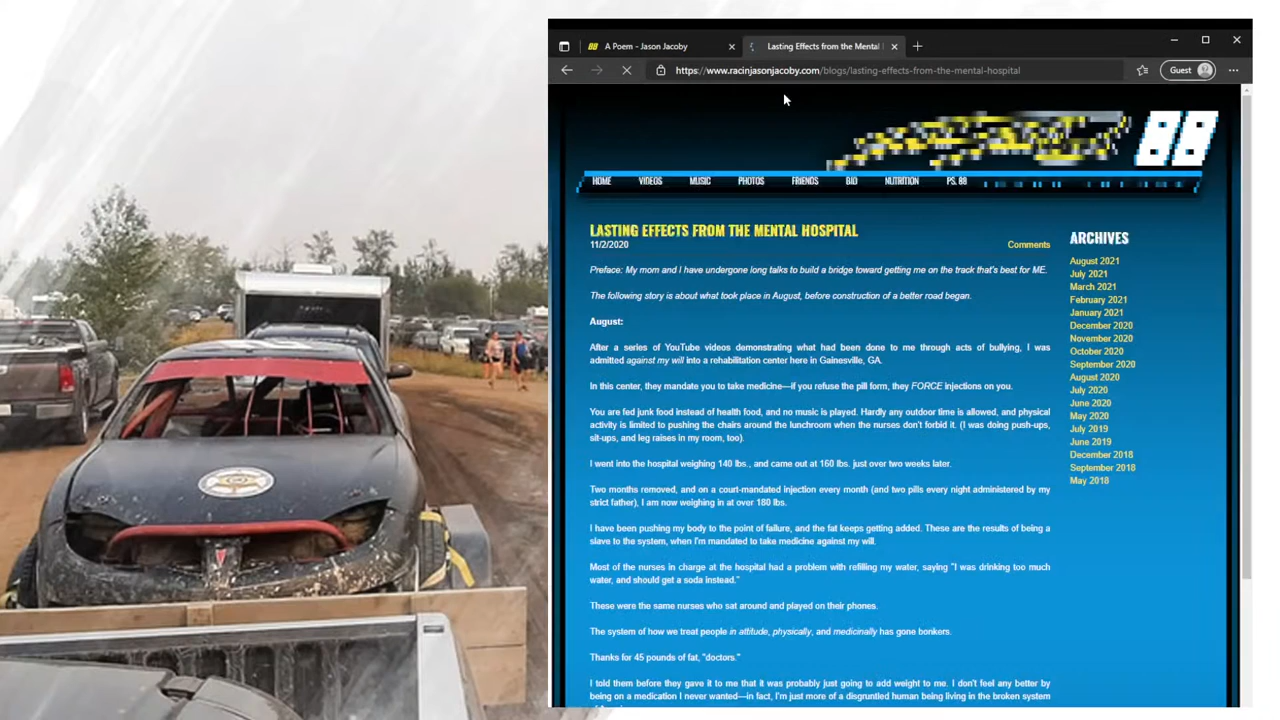 A Poem - Jason Jacoby
Lasting Effects from the Mental
https://www.racinjasonjacoby.com/blogs/lasting-effects-from-the-mental-hospital
Guest
88
HOME VIDEOS MUSIC PHOTOS FRIENDS BIO NUTRITION PS. 88
LASTING EFFECTS FROM THE MENTAL HOSPITAL
11/2/2020
Comments
Preface: My mom and I have undergone long talks to build a bridge toward getting me on the track that's best for ME.
The following story is about what took place in August, before construction of a better road began.
August:
After a series of YouTube videos demonstrating what had been done to me through acts of bullying, I was
admitted against my will into a rehabilitation center here in Gainesville, GA.
In this center, they mandate you to take medicine—if you refuse the pill form, they FORCE injections on you.
You are fed junk food instead of health food, and no music is played. Hardly any outdoor time is allowed, and physical
activity is limited to pushing the chairs around the lunchroom when the nurses don't forbid it. (I was doing push-ups,
sit-ups, and leg raises in my room, too).
I went into the hospital weighing 140 lbs., and came out at 160 lbs. just over two weeks later.
Two months removed, and on a court-mandated injection every month (and two pills every night administered by my
strict father), I am now weighing in at over 180 lbs.
I have been pushing my body to the point of failure, and the fat keeps getting added. These are the results of being a
slave to the system, when I'm mandated to take medicine against my will.
Most of the nurses in charge at the hospital had a problem with refilling my water, saying "I was drinking too much
water, and should get a soda instead."
These were the same nurses who sat around and played on their phones.
The system of how we treat people in attitude, physically, and medicinally has gone bonkers.
Thanks for 45 pounds of fat, "doctors."
I told them before they gave it to me that it was probably just going to add weight to me. I don't feel any better by
being on a medication I never wanted—in fact, I'm just more of a disgruntled human being living in the broken system
ARCHIVES
August 2021
July 2021
March 2021
February 2021
January 2021
December 2020
November 2020
October 2020
September 2020
August 2020
July 2020
June 2020
May 2020
July 2019
June 2019
December 2018
September 2018
May 2018